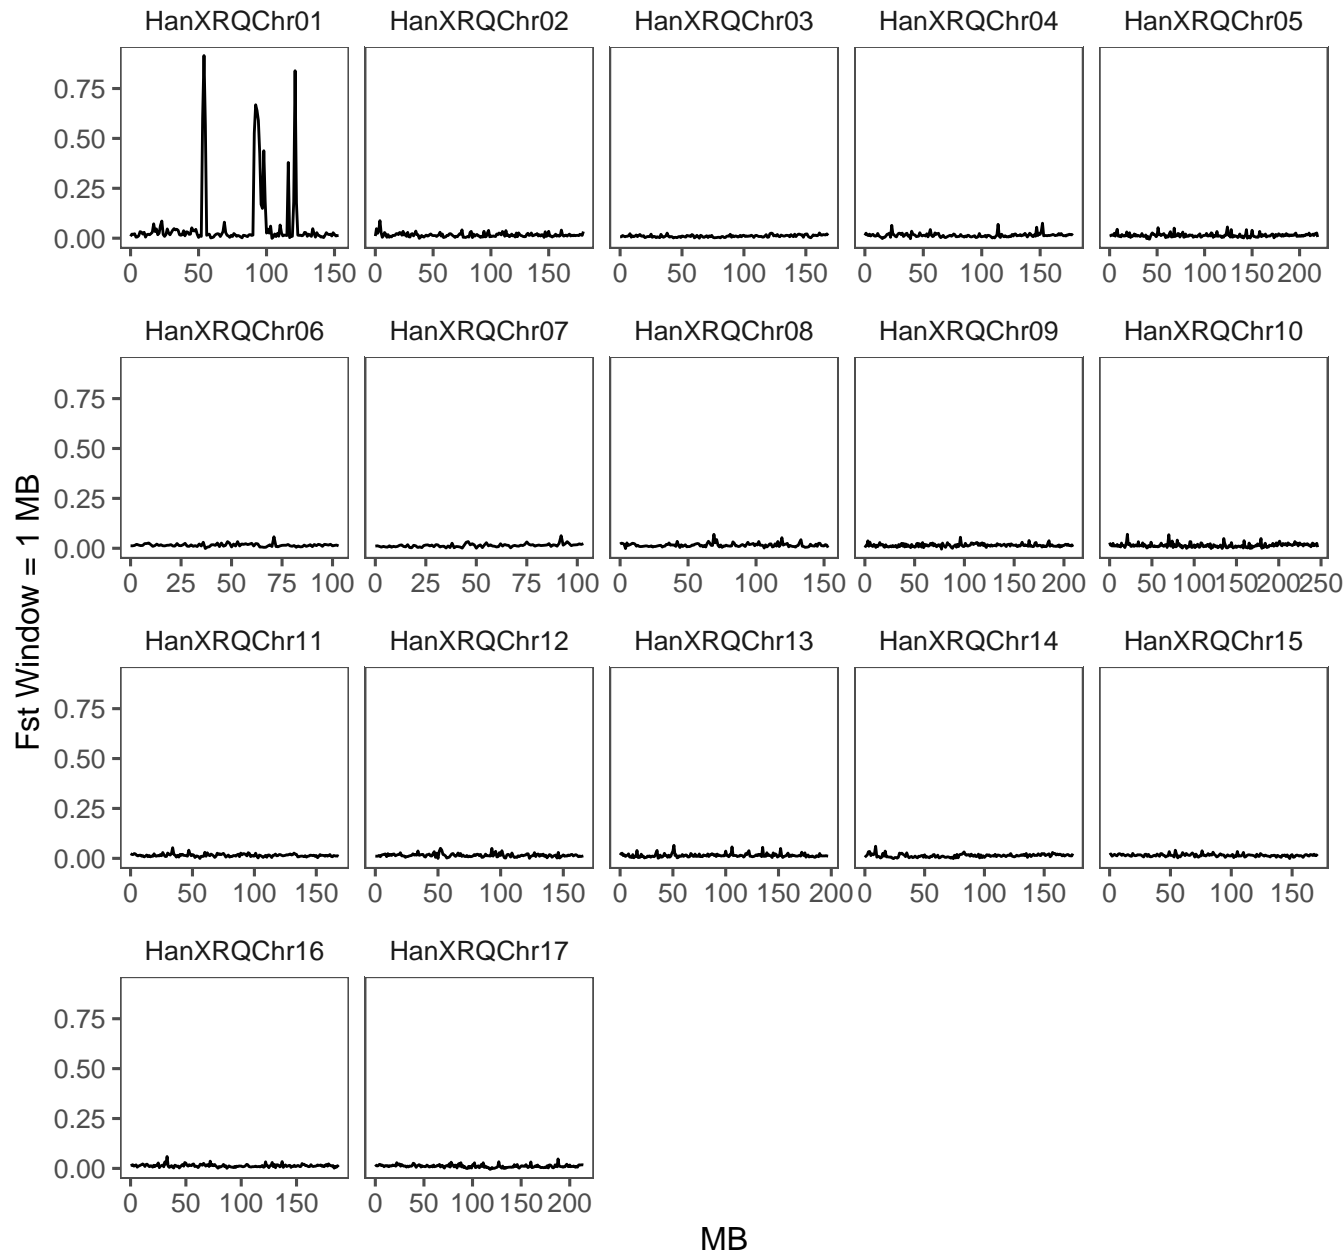 HanXRQChr01 HanXRQChr02 HanXRQChr03 HanXRQChr04 HanXRQChr05
0.75
0.50
0.25
0.00
0 50 100 150 0 50 100 150 0 50 100 150 0 50 100 150 0 50 100 150 200
HanXRQChr06 HanXRQChr07 HanXRQChr08 HanXRQChr09 HanXRQChr10
0.75
0.50
0.25
0.00
0 25 50 75 100 0 25 50 75 100 0 50 100 150 0 50 100 150 200 0 50 100 150 200 250
Fst Window = 1 MB
HanXRQChr11 HanXRQChr12 HanXRQChr13 HanXRQChr14 HanXRQChr15
0.75
0.50
0.25
0.00
0 50 100 150 0 50 100 150 0 50 100 150 200 0 50 100 150 0 50 100 150
HanXRQChr16 HanXRQChr17
0.75
0.50
0.25
0.00
0 50 100 150 0 50 100 150 200
MB